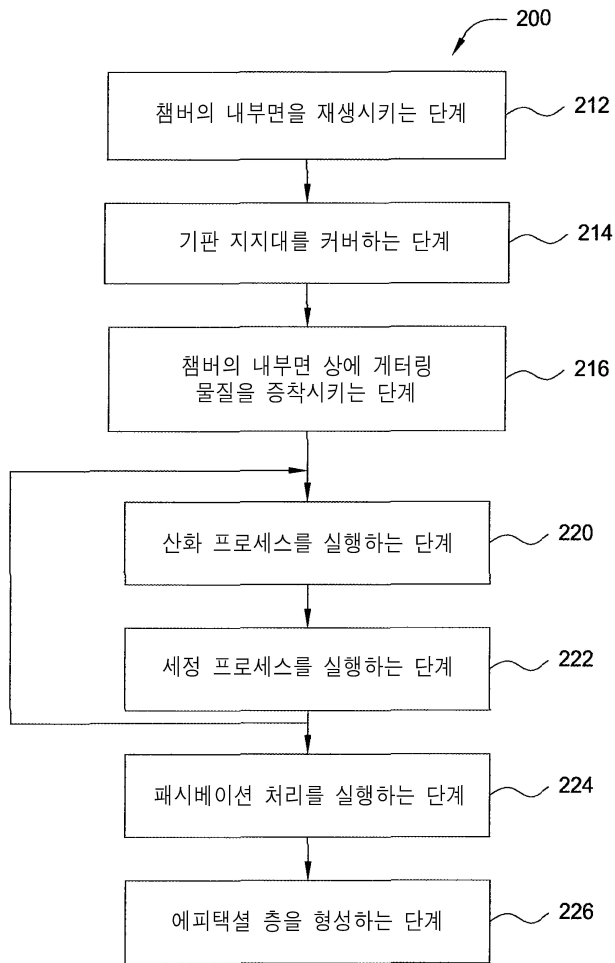 200
챔버의 내부면을 재생시키는 단계
212
기판 지지대를 커버하는 단계
214
챔버의 내부면 상에 게터링
물질을 증착시키는 단계
216
산화 프로세스를 실행하는 단계
220
세정 프로세스를 실행하는 단계
222
패시베이션 처리를 실행하는 단계
224
에피택셜 층을 형성하는 단계
226